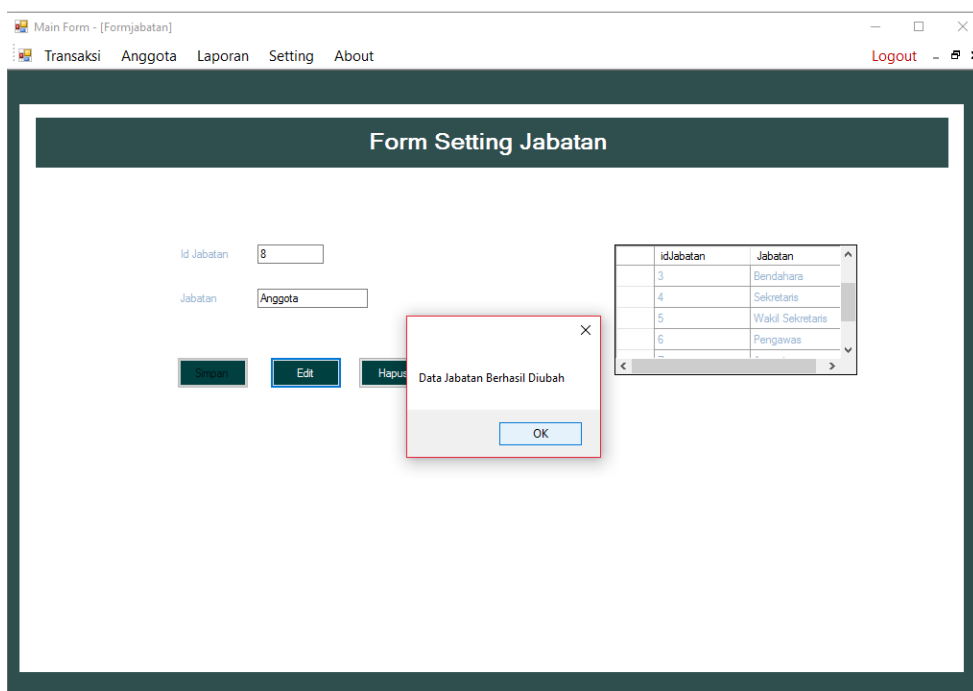 Main Form - [Formjabatan]
Transaksi Anggota Laporan Setting About Logout
Form Setting Jabatan
Id Jabatan 8
Jabatan Anggota
Simpan Edit Hapus
idJabatan Jabatan
3 Bendahara
4 Sekretaris
5 Wakil Sekretaris
6 Pengawas
Data Jabatan Berhasil Diubah
OK